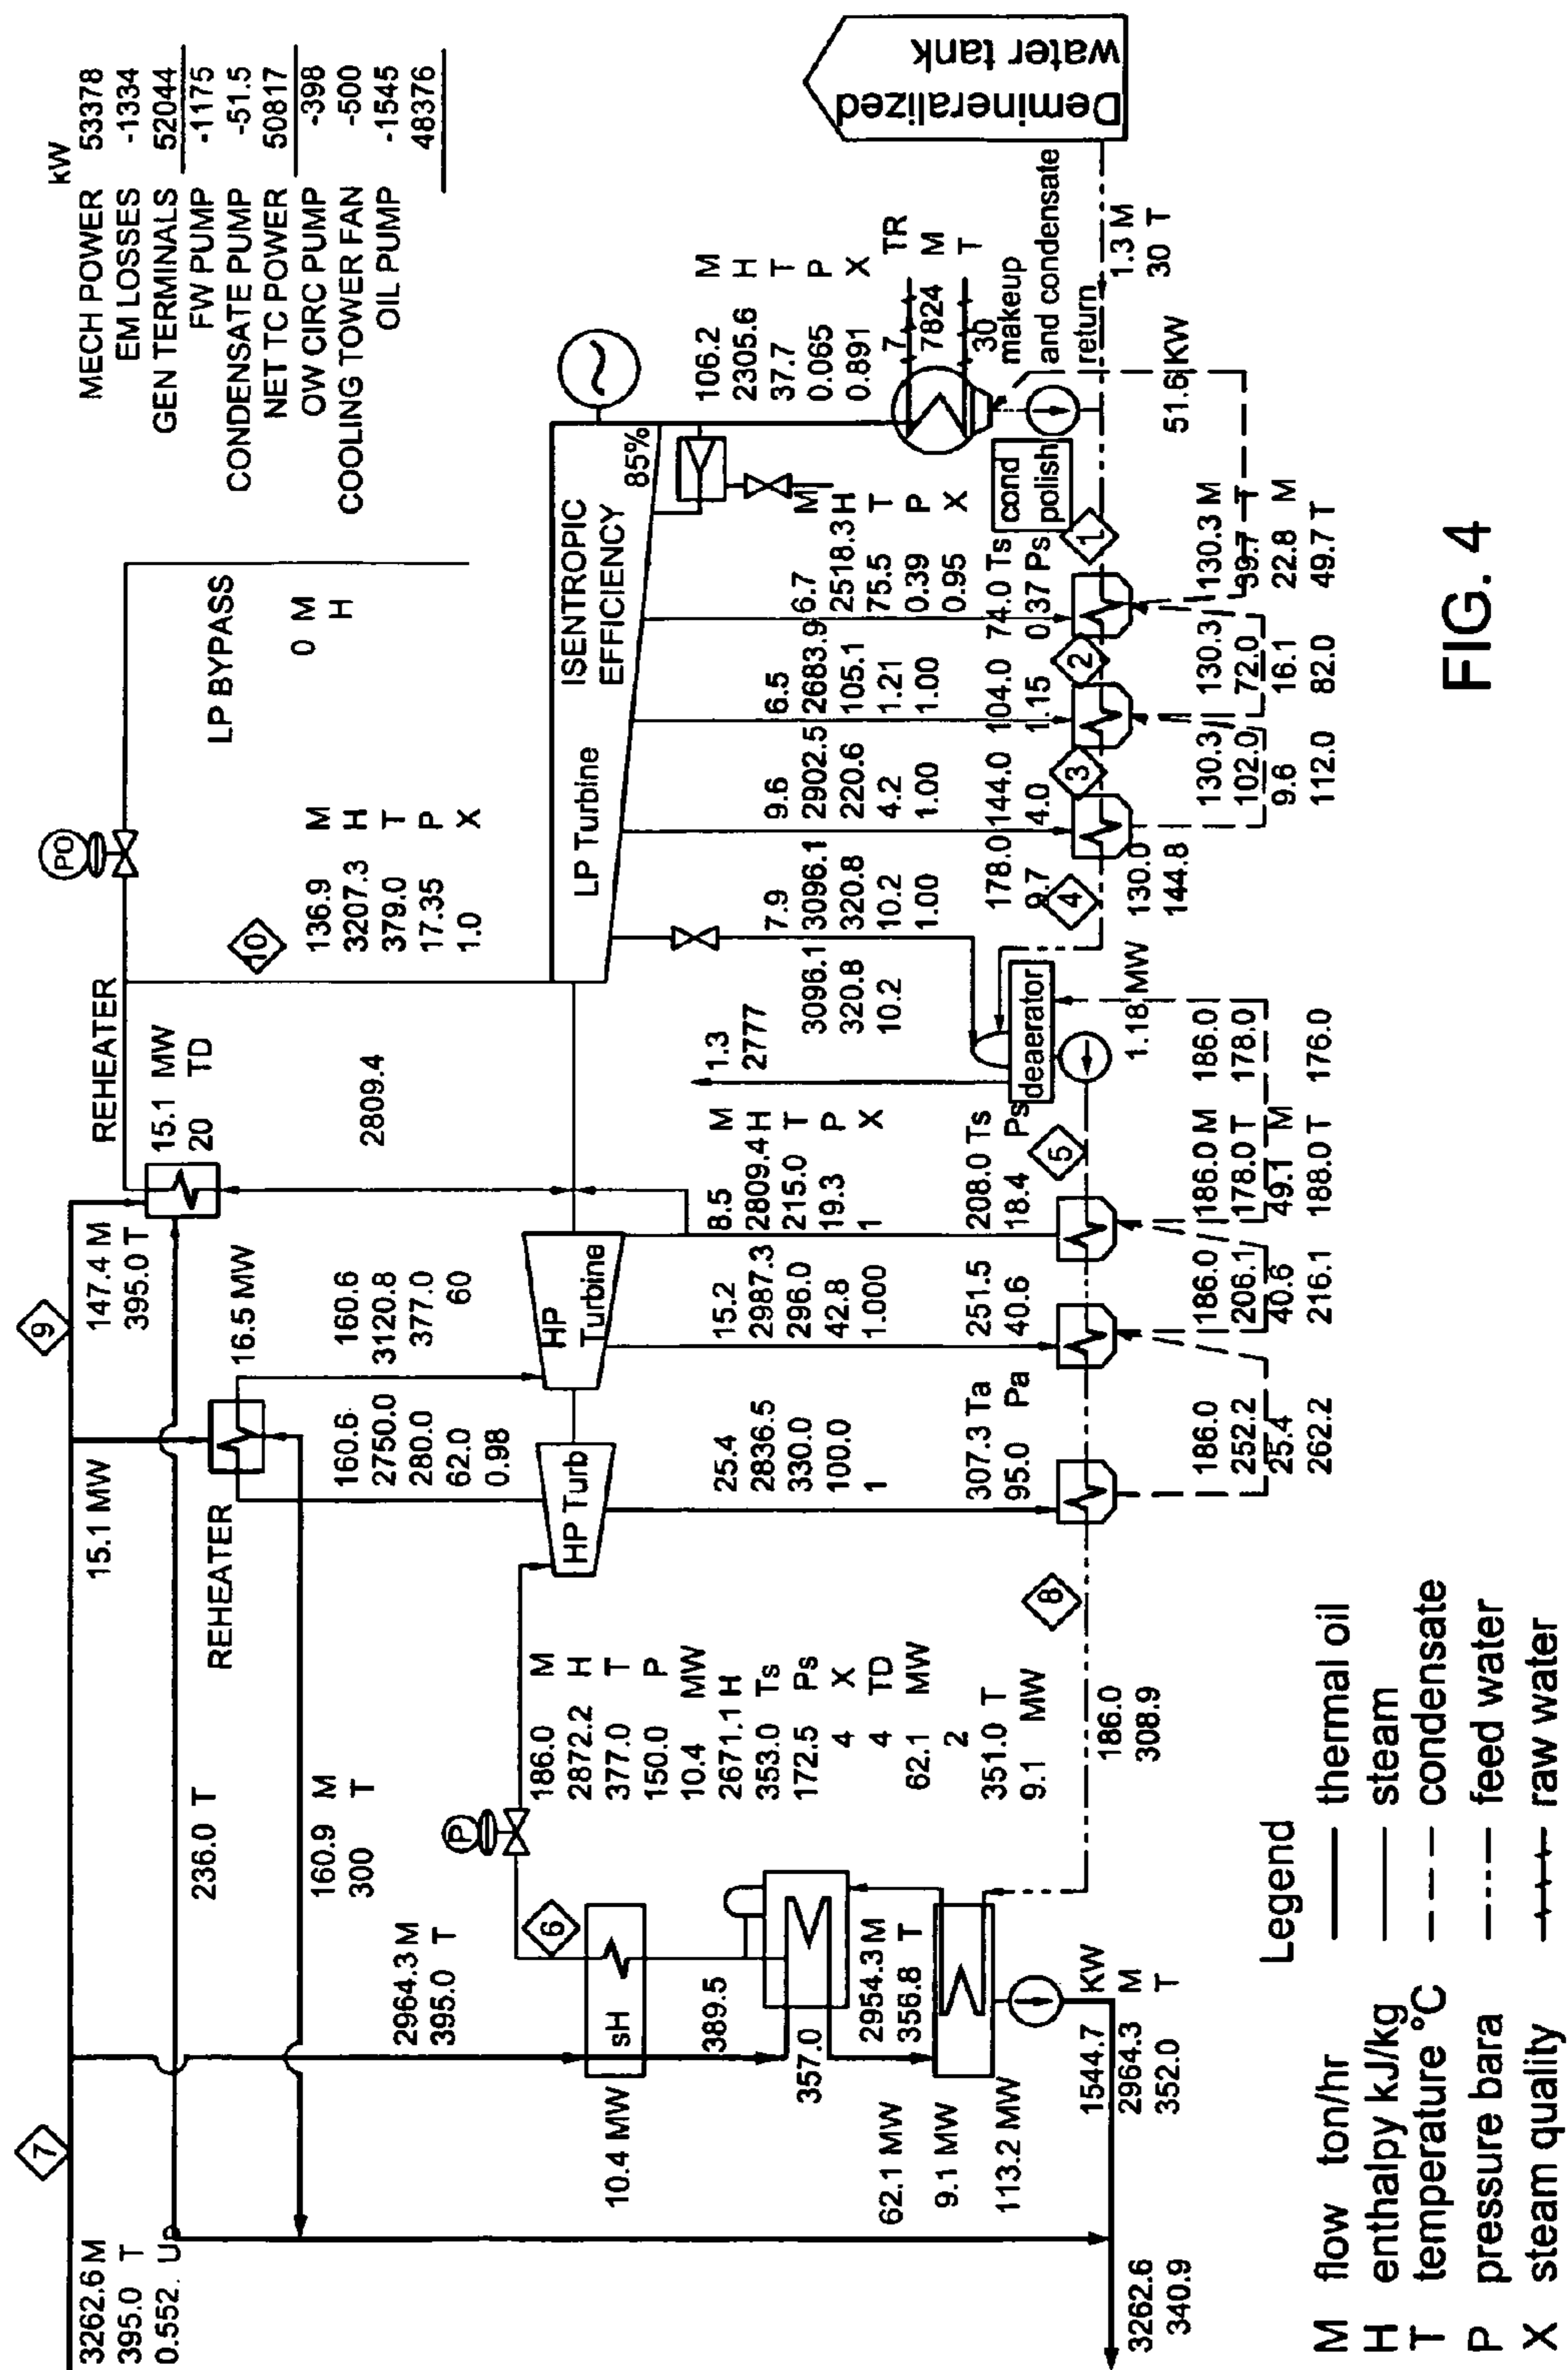 kW
MECH POWER 53378
EM LOSSES -1334
GEN TERMINALS 52044
FW PUMP -1175
CONDENSATE PUMP -51.5
NET TC POWER 50817
OW CIRC PUMP -398
COOLING TOWER FAN -500
OIL PUMP -1545
48376
7
3262.6 M
395.0 T
0.552 U
15.1 MW
9
147.4 M
395.0 T
REHEATER
15.1 MW
20 TD
236.0 T
REHEATER
16.5 MW
160.9 M
300 T
160.6
2750.0
280.0
62.0
0.98
160.6
3120.8
377.0
60
2809.4
10
136.9 M
3207.3 H
379.0 T
17.35 P
1.0 X
PO
LP BYPASS
0 M
H
2964.3 M
395.0 T
P
6
sH
10.4 MW
389.5
357.0
2954.3 M
356.8 T
62.1 MW
9.1 MW
113.2 MW
1544.7 KW
2964.3 M
352.0 T
3262.6
340.9
186.0 M
2872.2 H
377.0 T
150.0 P
10.4 MW
2671.1 H
353.0 Ts
172.5 Ps
4 X
4 TD
62.1 MW
2
351.0 T
9.1 MW
8
186.0
308.9
HP Turb
HP Turbine
LP Turbine
ISENTROPIC EFFICIENCY
85%
25.4
2836.5
330.0
100.0
1
307.3 Ta
95.0 Pa
15.2
2987.3
296.0
42.8
1.000
251.5
40.6
8.5 M
2809.4 H
215.0 T
19.3 P
1 X
208.0 Ts
18.4 Ps
5
1.3
2777
3096.1
320.8
10.2
7.9
3096.1
320.8
10.2
1.00
178.0
9.7
4
deaerator
1.18 MW
9.6
2902.5
220.6
4.2
1.00
144.0
4.0
3
6.5
2683.9
105.1
1.21
1.00
104.0
1.15
2
6.7 M
2518.3 H
75.5 T
0.39 P
0.95 X
74.0 Ts
0.37 Ps
1
cond polish
106.2 M
2305.6 H
37.7 T
0.065 P
0.891 X
7 TR
7824 M
30 T
makeup
and condensate
return
1.3 M
30 T
51.6 KW
Demineralized
water tank
186.0
252.2
25.4
262.2
186.0
206.1
40.6
216.1
186.0 M
178.0 T
49.1 M
188.0 T
186.0
178.0
176.0
130.0
144.8
130.3
102.0
9.6
112.0
130.3
72.0
16.1
82.0
130.3 M
39.7 T
22.8 M
49.7 T
Legend
M flow ton/hr
H enthalpy kJ/kg
T temperature °C
P pressure bara
X steam quality
thermal oil
steam
condensate
feed water
raw water
FIG. 4